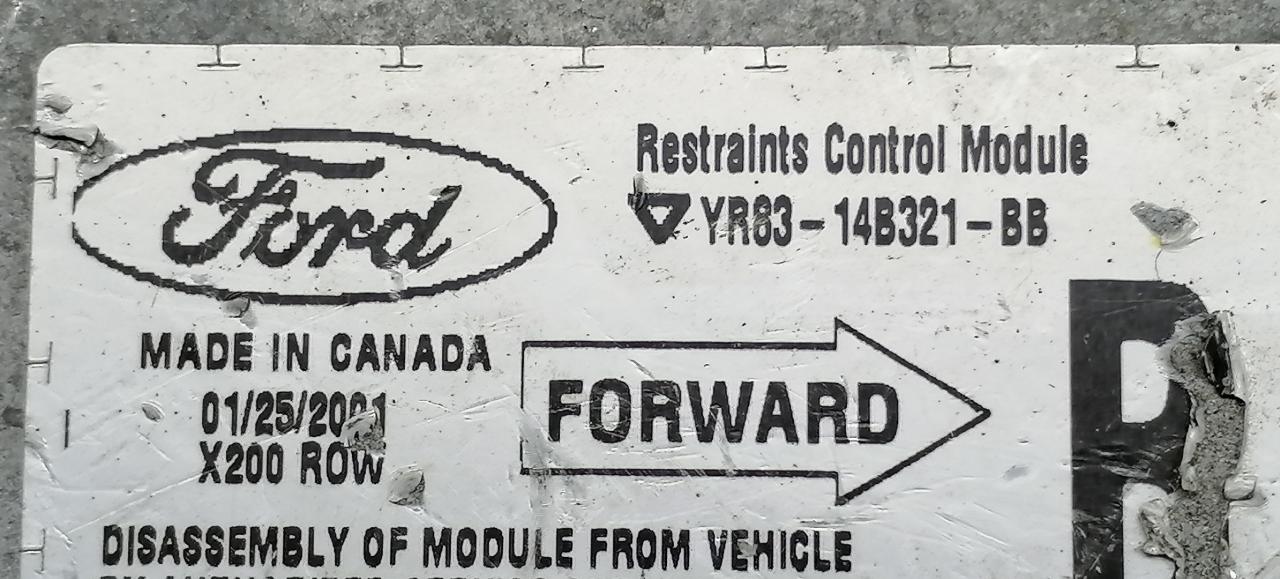 Ford
Restraints Control Module
YR83-14B321-BB
MADE IN CANADA
01/25/2001
X200 ROW
FORWARD
DISASSEMBLY OF MODULE FROM VEHICLE